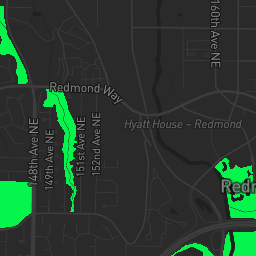 160th Ave NE
Redmond Way
Hyatt House – Redmond
148th Ave NE
149th Ave NE
151st Ave NE
152nd Ave NE